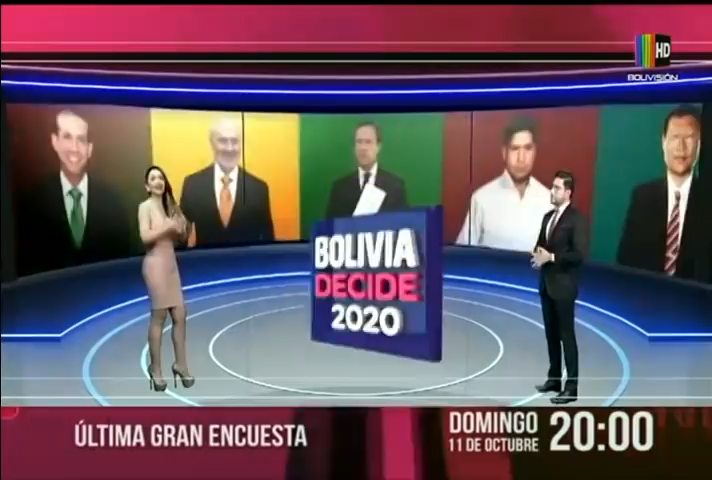 HD
BOLIVISIÓN
BOLIVIA
DECIDE
2020
ÚLTIMA GRAN ENCUESTA
DOMINGO
11 DE OCTUBRE
20:00